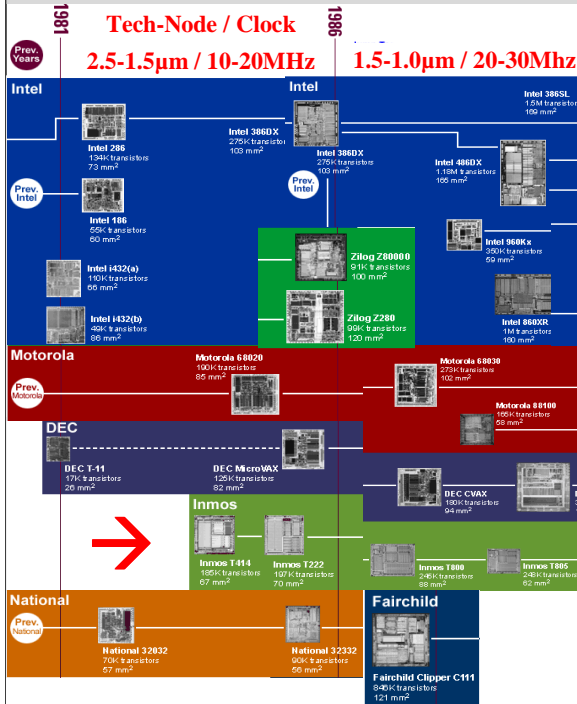 1981
Tech-Node / Clock
1986
Prev.
Years
2.5-1.5µm / 10-20MHz
1.5-1.0µm / 20-30Mhz
Intel
Intel
Intel 386SL
1.5M transistors
169 mm²
Intel 286
134K transistors
73 mm²
Intel 386DX
275K transistors
103 mm²
Intel 386DX
275K transistors
103 mm²
Intel 486DX
1.18M transistors
165 mm²
Prev.
Intel
Prev.
Intel
Intel 186
55K transistors
60 mm²
Intel 960Kx
350K transistors
59 mm²
Zilog Z80000
91K transistors
100 mm²
Intel i432(a)
110K transistors
66 mm²
Intel i432(b)
49K transistors
86 mm²
Zilog Z280
99K transistors
120 mm²
Intel 860XR
1M transistors
160 mm²
Motorola
Motorola 68020
190K transistors
85 mm²
Motorola 68030
273K transistors
102 mm²
Prev.
Motorola
Motorola 88100
165K transistors
58 mm²
DEC
DEC T-11
17K transistors
26 mm²
DEC MicroVAX
125K transistors
82 mm²
DEC CVAX
180K transistors
94 mm²
Inmos
Inmos T414
185K transistors
67 mm²
Inmos T222
197K transistors
70 mm²
Inmos T800
246K transistors
88 mm²
Inmos T805
248K transistors
62 mm²
National
Prev.
National
National 32032
70K transistors
57 mm²
National 32332
90K transistors
56 mm²
Fairchild
Fairchild Clipper C111
846K transistors
121 mm²